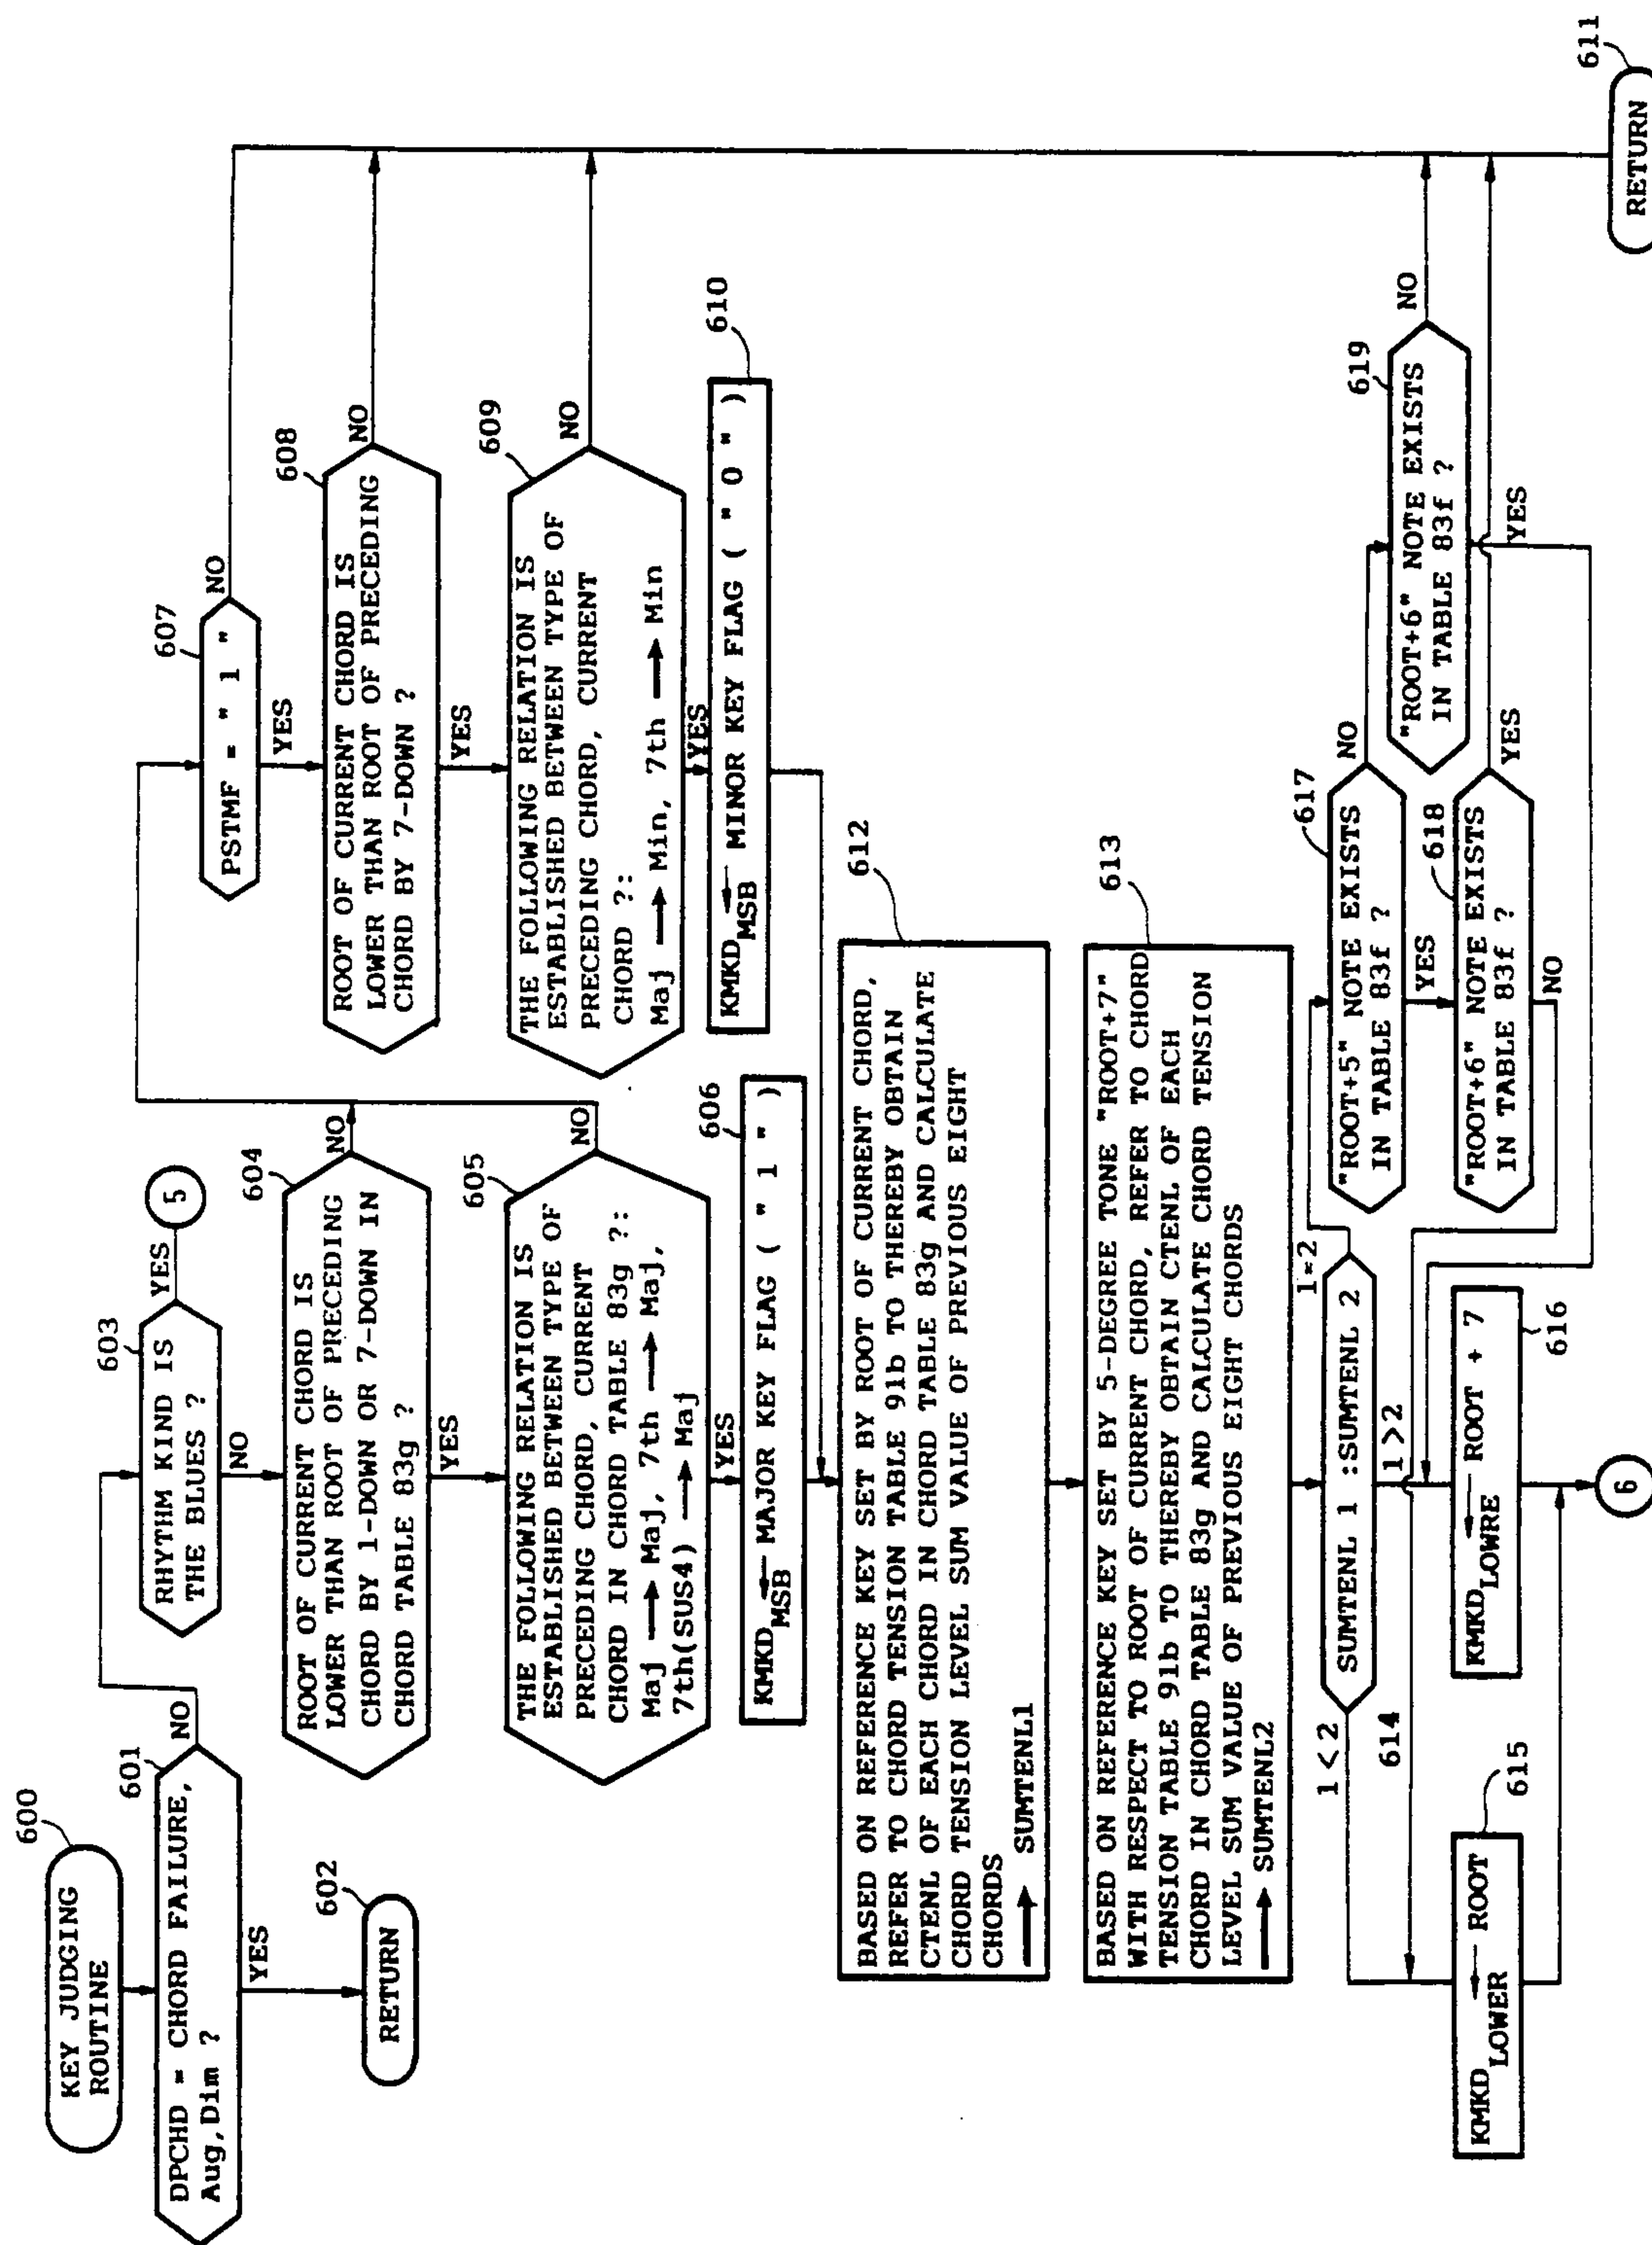 600
KEY JUDGING
ROUTINE
601
DPCHD = CHORD FAILURE,
Aug,Dim ?
NO
YES
602
RETURN
603
RHYTHM KIND IS
THE BLUES ?
YES
5
NO
604
ROOT OF CURRENT CHORD IS
LOWER THAN ROOT OF PRECEDING
CHORD BY 1-DOWN OR 7-DOWN IN
CHORD TABLE 83g ?
NO
YES
605
THE FOLLOWING RELATION IS
ESTABLISHED BETWEEN TYPE OF
PRECEDING CHORD, CURRENT
CHORD IN CHORD TABLE 83g ?:
Maj → Maj, 7th → Maj,
7th(SUS4) → Maj
NO
YES
606
KMKD MSB ← MAJOR KEY FLAG ( " 1 " )
607
PSTMF = " 1 "
NO
YES
608
ROOT OF CURRENT CHORD IS
LOWER THAN ROOT OF PRECEDING
CHORD BY 7-DOWN ?
NO
YES
609
THE FOLLOWING RELATION IS
ESTABLISHED BETWEEN TYPE OF
PRECEDING CHORD, CURRENT
CHORD ?:
Maj → Min, 7th → Min
NO
YES
610
KMKD MSB ← MINOR KEY FLAG ( " 0 " )
612
BASED ON REFERENCE KEY SET BY ROOT OF CURRENT CHORD,
REFER TO CHORD TENSION TABLE 91b TO THEREBY OBTAIN
CTENL OF EACH CHORD IN CHORD TABLE 83g AND CALCULATE
CHORD TENSION LEVEL SUM VALUE OF PREVIOUS EIGHT
CHORDS
→ SUMTENL1
613
BASED ON REFERENCE KEY SET BY 5-DEGREE TONE "ROOT+7"
WITH RESPECT TO ROOT OF CURRENT CHORD, REFER TO CHORD
TENSION TABLE 91b TO THEREBY OBTAIN CTENL OF EACH
CHORD IN CHORD TABLE 83g AND CALCULATE CHORD TENSION
LEVEL SUM VALUE OF PREVIOUS EIGHT CHORDS
→ SUMTENL2
SUMTENL 1 :SUMTENL 2
1 < 2
614
1 > 2
1=2
615
KMKD LOWER ← ROOT
616
KMKD LOWRE ← ROOT + 7
6
617
"ROOT+5" NOTE EXISTS
IN TABLE 83f ?
NO
YES
618
"ROOT+6" NOTE EXISTS
IN TABLE 83f ?
YES
NO
619
"ROOT+6" NOTE EXISTS
IN TABLE 83f ?
NO
YES
611
RETURN